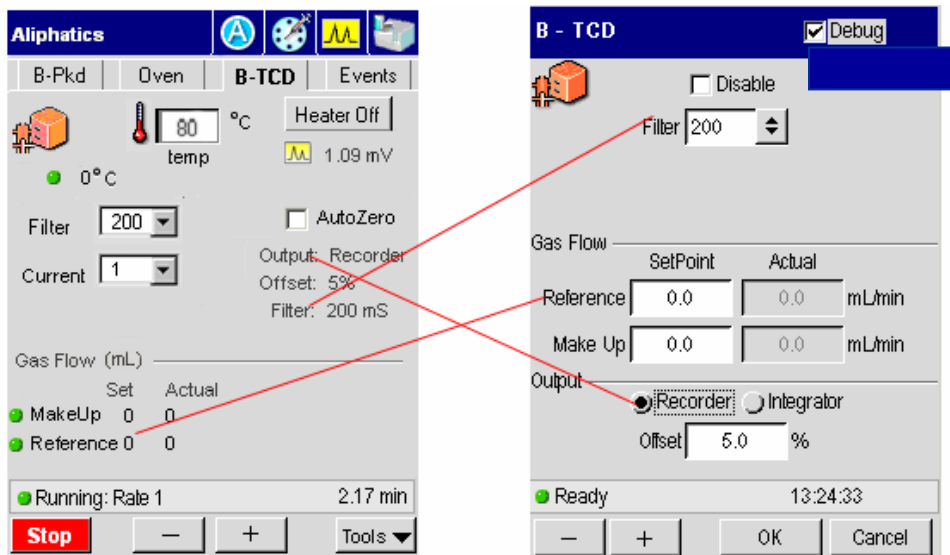 Aliphatics
B-Pkd Oven B-TCD Events
80 °C Heater Off
temp 1.09 mV
0°C
Filter 200 AutoZero
Current 1 Output: Recorder
Offset: 5%
Filter: 200 mS
Gas Flow (mL)
Set Actual
MakeUp 0 0
Reference 0 0
Running: Rate 1 2.17 min
Stop — + Tools
B - TCD Debug
Disable
Filter 200
Gas Flow
SetPoint Actual
Reference 0.0 0.0 mL/min
Make Up 0.0 0.0 mL/min
Output
Recorder Integrator
Offset 5.0 %
Ready 13:24:33
— + OK Cancel